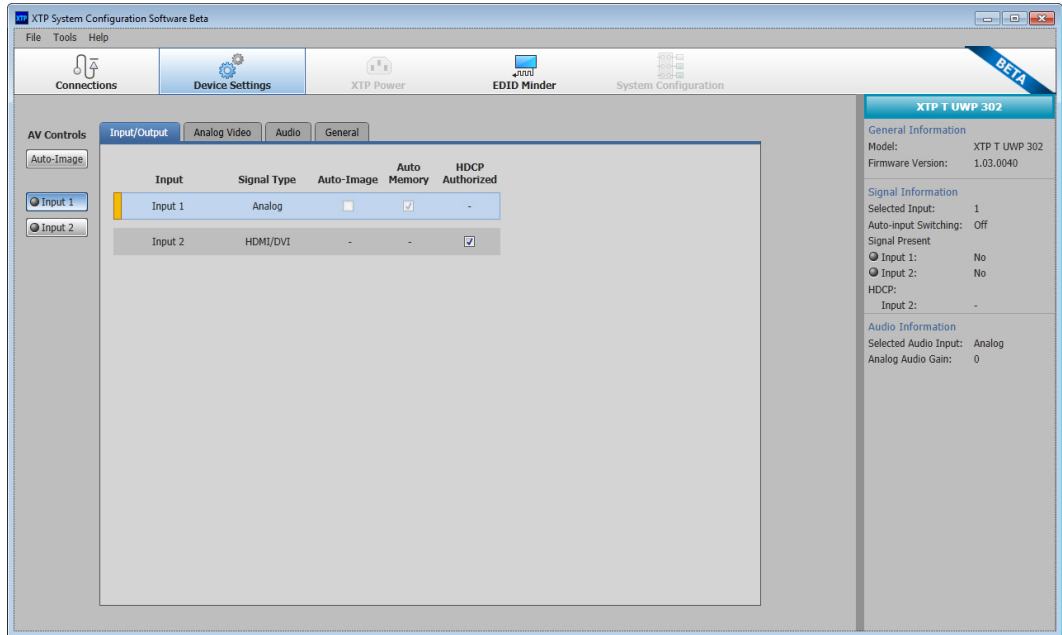 XTP XTP System Configuration Software Beta
File Tools Help
Connections
Device Settings
XTP Power
EDID Minder
System Configuration
BETA
AV Controls
Auto-Image
Input 1
Input 2
Input/Output
Analog Video
Audio
General
Input Signal Type Auto-Image Auto Memory HDCP Authorized
Input 1 Analog -
Input 2 HDMI/DVI - -
XTP T UWP 302
General Information
Model: XTP T UWP 302
Firmware Version: 1.03.0040
Signal Information
Selected Input: 1
Auto-input Switching: Off
Signal Present
Input 1: No
Input 2: No
HDCP:
Input 2: -
Audio Information
Selected Audio Input: Analog
Analog Audio Gain: 0